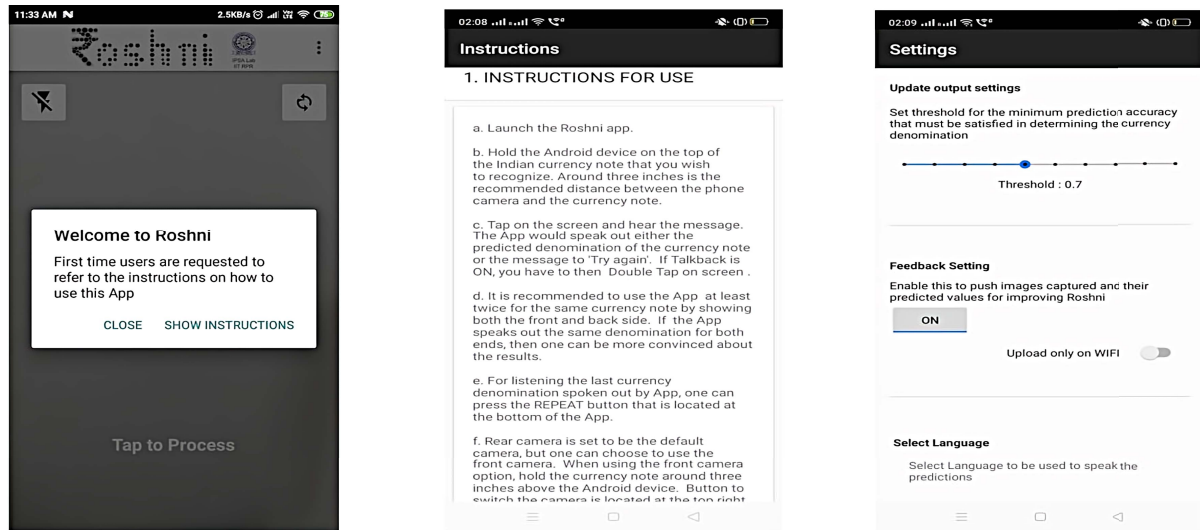 11:33 AM N 2.5KB/s 75
रoshni
IPSA Lab
IIT RPR
Welcome to Roshni
First time users are requested to
refer to the instructions on how to
use this App
CLOSE SHOW INSTRUCTIONS
Tap to Process
02:08
Instructions
1. INSTRUCTIONS FOR USE
a. Launch the Roshni app.
b. Hold the Android device on the top of
the Indian currency note that you wish
to recognize. Around three inches is the
recommended distance between the phone
camera and the currency note.
c. Tap on the screen and hear the message.
The App would speak out either the
predicted denomination of the currency note
or the message to 'Try again'. If Talkback is
ON, you have to then Double Tap on screen .
d. It is recommended to use the App at least
twice for the same currency note by showing
both the front and back side. If the App
speaks out the same denomination for both
ends, then one can be more convinced about
the results.
e. For listening the last currency
denomination spoken out by App, one can
press the REPEAT button that is located at
the bottom of the App.
f. Rear camera is set to be the default
camera, but one can choose to use the
front camera. When using the front camera
option, hold the currency note around three
inches above the Android device. Button to
switch the camera is located at the top right
02:09
Settings
Update output settings
Set threshold for the minimum prediction accuracy
that must be satisfied in determining the currency
denomination
Threshold : 0.7
Feedback Setting
Enable this to push images captured and their
predicted values for improving Roshni
ON
Upload only on WIFI
Select Language
Select Language to be used to speak the
predictions